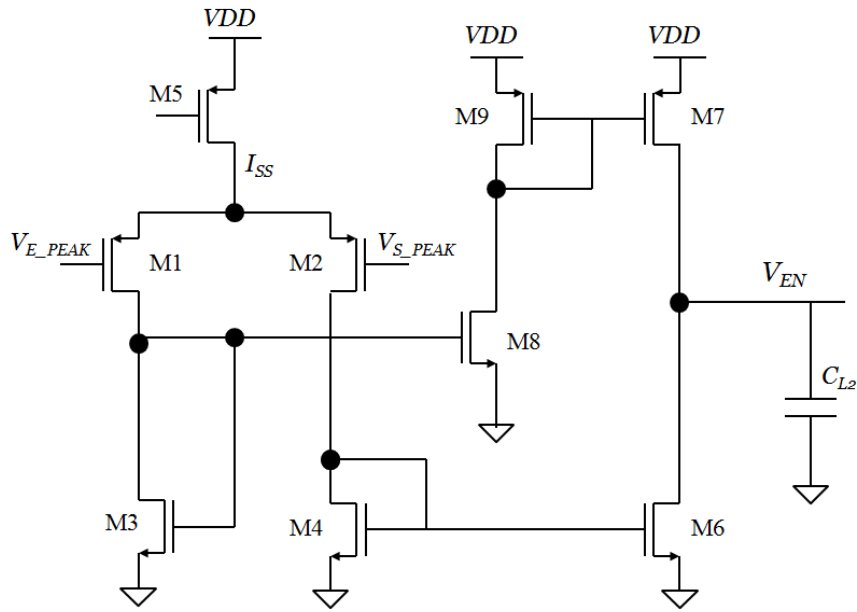 VDD
VDD
VDD
M5
M9
M7
I_SS
V_E_PEAK
M1
M2
V_S_PEAK
V_EN
M8
C_L2
M3
M4
M6